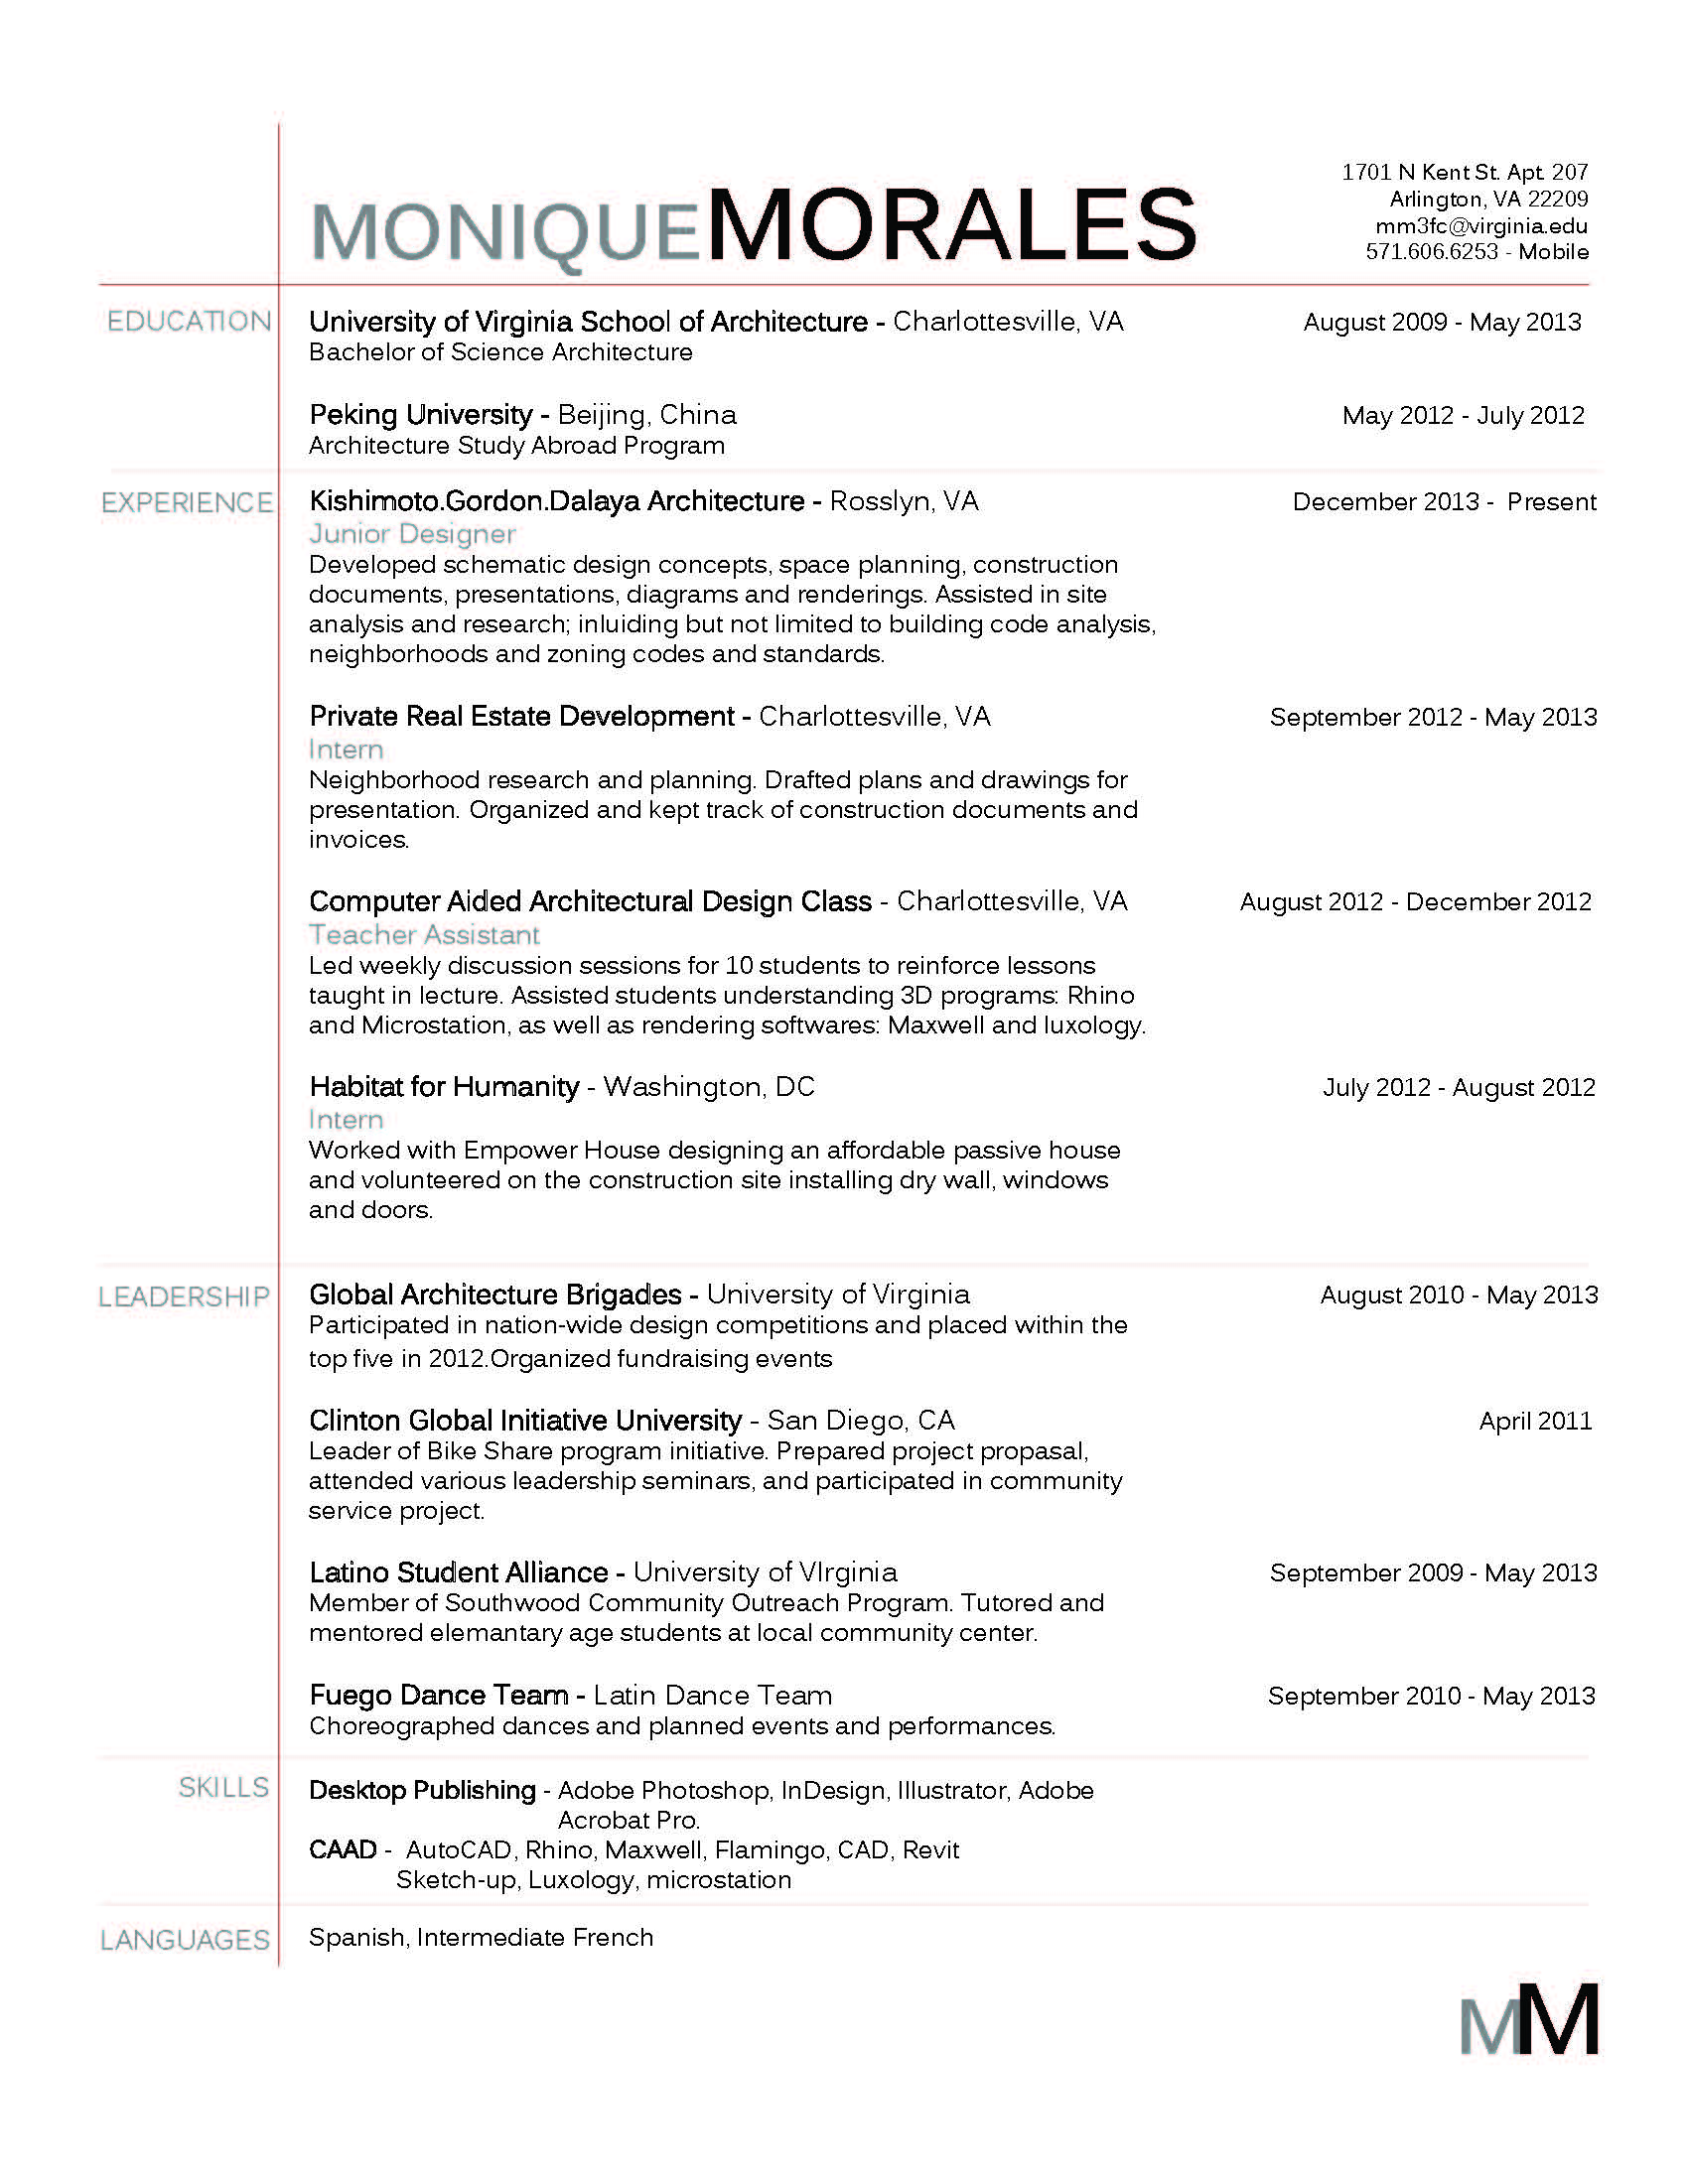 MONIQUEMORALES
1701 N Kent St. Apt. 207
Arlington, VA 22209
mm3fc@virginia.edu
571.606.6253 - Mobile
EDUCATION
University of Virginia School of Architecture - Charlottesville, VA August 2009 - May 2013
Bachelor of Science Architecture
Peking University - Beijing, China May 2012 - July 2012
Architecture Study Abroad Program
EXPERIENCE
Kishimoto.Gordon.Dalaya Architecture - Rosslyn, VA December 2013 - Present
Junior Designer
Developed schematic design concepts, space planning, construction
documents, presentations, diagrams and renderings. Assisted in site
analysis and research; inluiding but not limited to building code analysis,
neighborhoods and zoning codes and standards.
Private Real Estate Development - Charlottesville, VA September 2012 - May 2013
Intern
Neighborhood research and planning. Drafted plans and drawings for
presentation. Organized and kept track of construction documents and
invoices.
Computer Aided Architectural Design Class - Charlottesville, VA August 2012 - December 2012
Teacher Assistant
Led weekly discussion sessions for 10 students to reinforce lessons
taught in lecture. Assisted students understanding 3D programs: Rhino
and Microstation, as well as rendering softwares: Maxwell and luxology.
Habitat for Humanity - Washington, DC July 2012 - August 2012
Intern
Worked with Empower House designing an affordable passive house
and volunteered on the construction site installing dry wall, windows
and doors.
LEADERSHIP
Global Architecture Brigades - University of Virginia August 2010 - May 2013
Participated in nation-wide design competitions and placed within the
top five in 2012.Organized fundraising events
Clinton Global Initiative University - San Diego, CA April 2011
Leader of Bike Share program initiative. Prepared project propasal,
attended various leadership seminars, and participated in community
service project.
Latino Student Alliance - University of VIrginia September 2009 - May 2013
Member of Southwood Community Outreach Program. Tutored and
mentored elemantary age students at local community center.
Fuego Dance Team - Latin Dance Team September 2010 - May 2013
Choreographed dances and planned events and performances.
SKILLS
Desktop Publishing - Adobe Photoshop, InDesign, Illustrator, Adobe
Acrobat Pro.
CAAD - AutoCAD, Rhino, Maxwell, Flamingo, CAD, Revit
Sketch-up, Luxology, microstation
LANGUAGES
Spanish, Intermediate French
MM